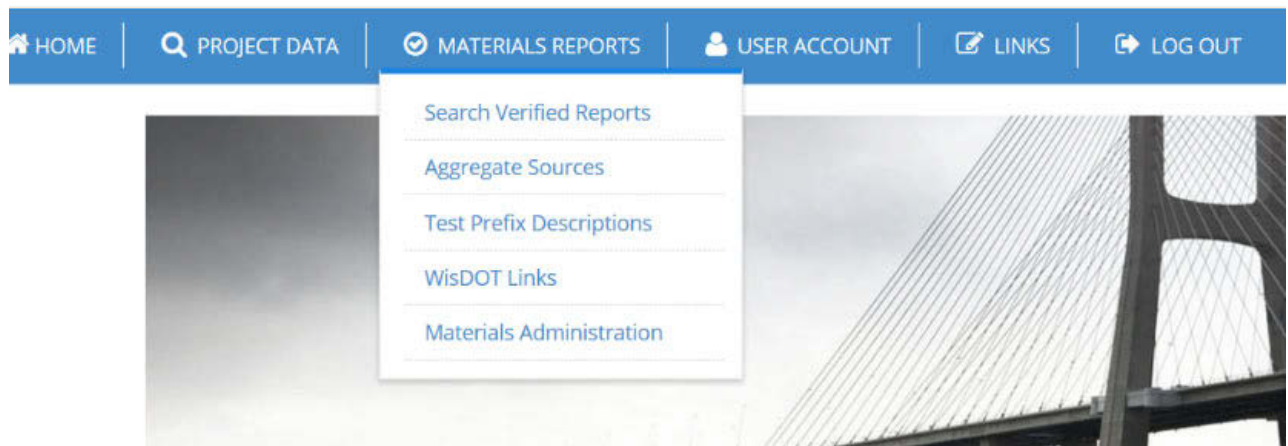 HOME PROJECT DATA MATERIALS REPORTS USER ACCOUNT LINKS LOG OUT
Search Verified Reports
Aggregate Sources
Test Prefix Descriptions
WisDOT Links
Materials Administration